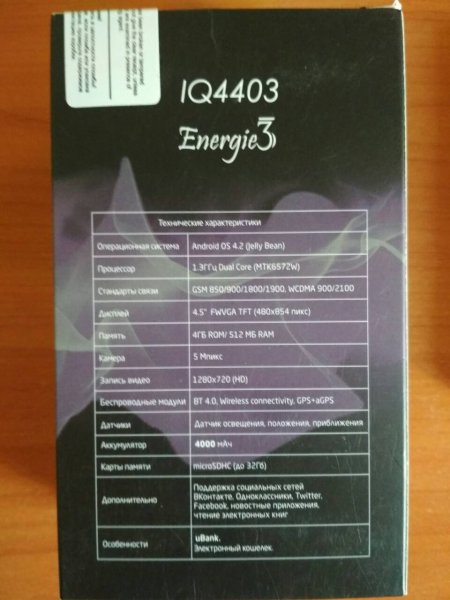 IQ4403
Energie3
Технические характеристики
Операционная система Android OS 4.2 (Jelly Bean)
Процессор 1.3ГГц Dual Core (MTK6572W)
Стандарты связи GSM 850/900/1800/1900, WCDMA 900/2100
Дисплей 4.5" FWVGA TFT (480x854 пикс)
Память 4ГБ ROM/ 512 МБ RAM
Камера 5 Мпикс
Запись видео 1280x720 (HD)
Беспроводные модули BT 4.0, Wireless connectivity, GPS+aGPS
Датчики Датчик освещения, положения, приближения
Аккумулятор 4000 мАч
Карты памяти microSDHC (до 32Гб)
Дополнительно Поддержка социальных сетей
ВКонтакте, Одноклассники, Twitter,
Facebook, новостные приложения,
чтение электронных книг
Особенности uBank.
Электронный кошелек.